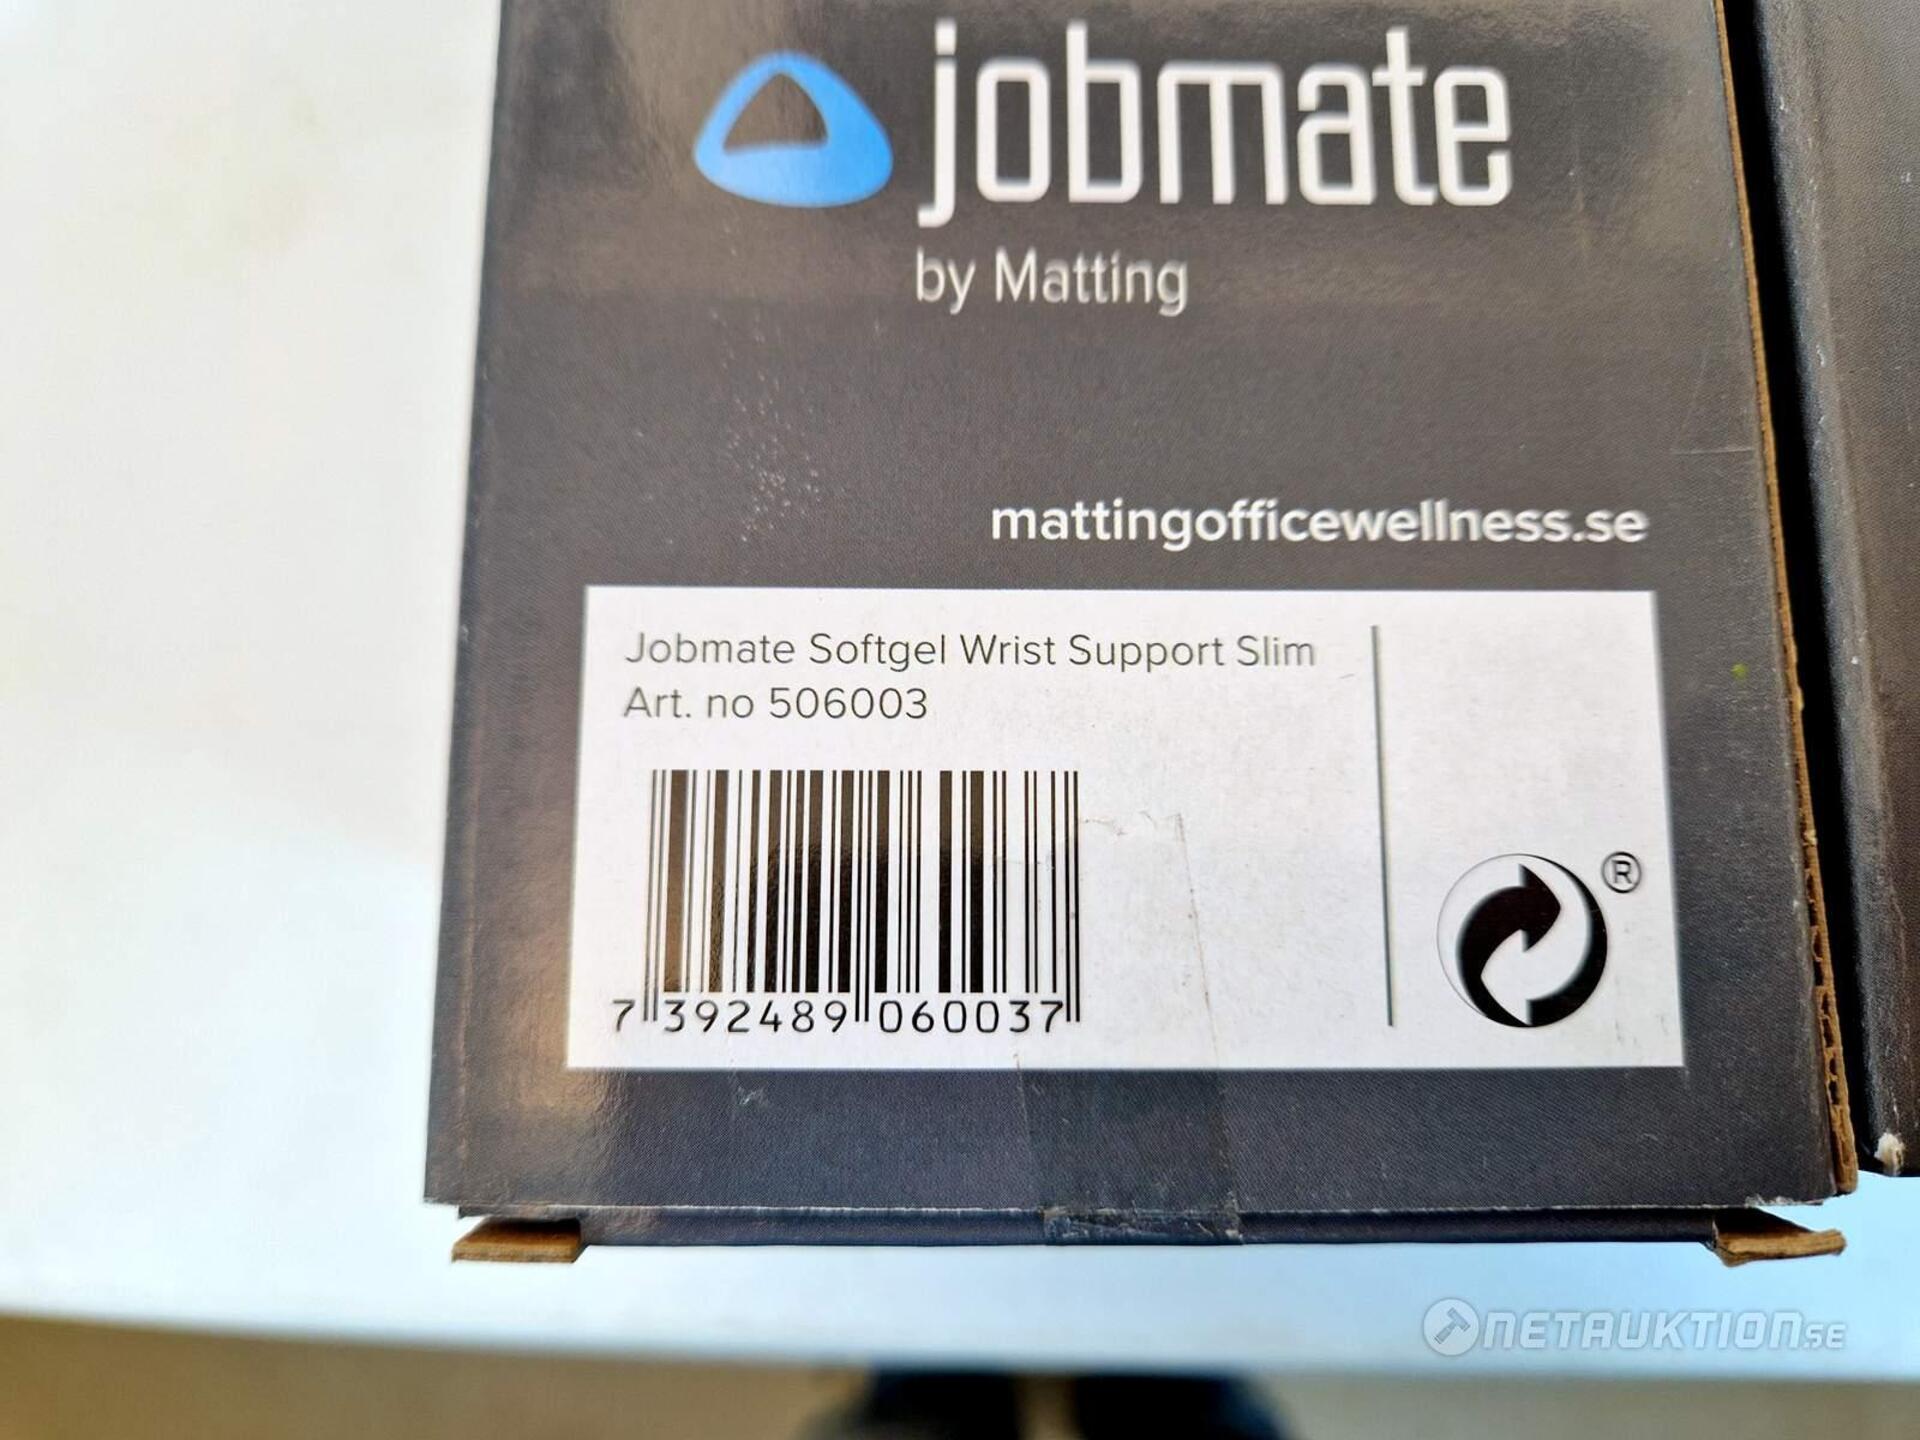 jobmate
by Matting
mattingofficewellness.se
Jobmate Softgel Wrist Support Slim
Art. no 506003
®
7 392489 060037
NETAUKTION.SE